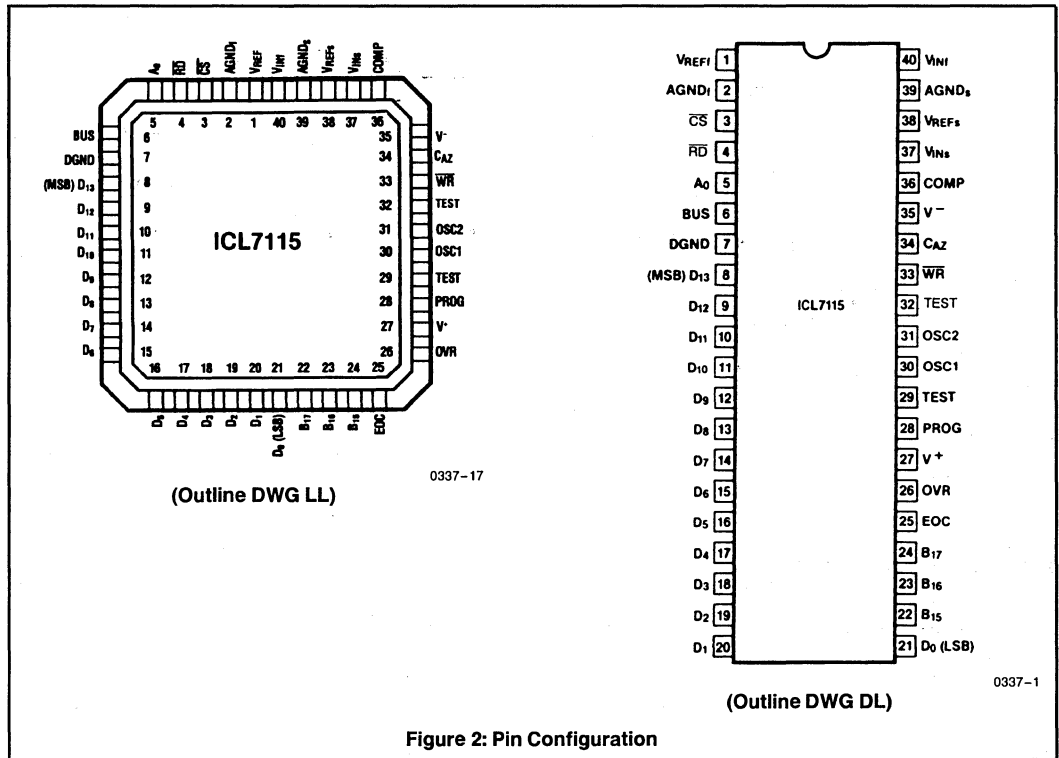 A₀ R̅D̅ C̅S̅ AGNDf VREF VINf AGNDs VREFs VINs COMP
5 4 3 2 1 40 39 38 37 36
BUS 6
DGND 7
(MSB) D₁₃ 8
D₁₂ 9
D₁₁ 10
D₁₀ 11
D₉ 12
D₈ 13
D₇ 14
D₆ 15
ICL7115
35 V⁻
34 CAZ
33 W̅R̅
32 TEST
31 OSC2
30 OSC1
29 TEST
28 PROG
27 V⁺
26 OVR
16 17 18 19 20 21 22 23 24 25
D₅ D₄ D₃ D₂ D₁ D₀ (LSB) B₁₇ B₁₆ B₁₅ EOC
0337-17
(Outline DWG LL)
VREFf 1
AGNDf 2
C̅S̅ 3
R̅D̅ 4
A₀ 5
BUS 6
DGND 7
(MSB) D₁₃ 8
D₁₂ 9
D₁₁ 10
D₁₀ 11
D₉ 12
D₈ 13
D₇ 14
D₆ 15
D₅ 16
D₄ 17
D₃ 18
D₂ 19
D₁ 20
ICL7115
40 VINf
39 AGNDs
38 VREFs
37 VINs
36 COMP
35 V⁻
34 CAZ
33 W̅R̅
32 TEST
31 OSC2
30 OSC1
29 TEST
28 PROG
27 V⁺
26 OVR
25 EOC
24 B₁₇
23 B₁₆
22 B₁₅
21 D₀ (LSB)
0337-1
(Outline DWG DL)
Figure 2: Pin Configuration